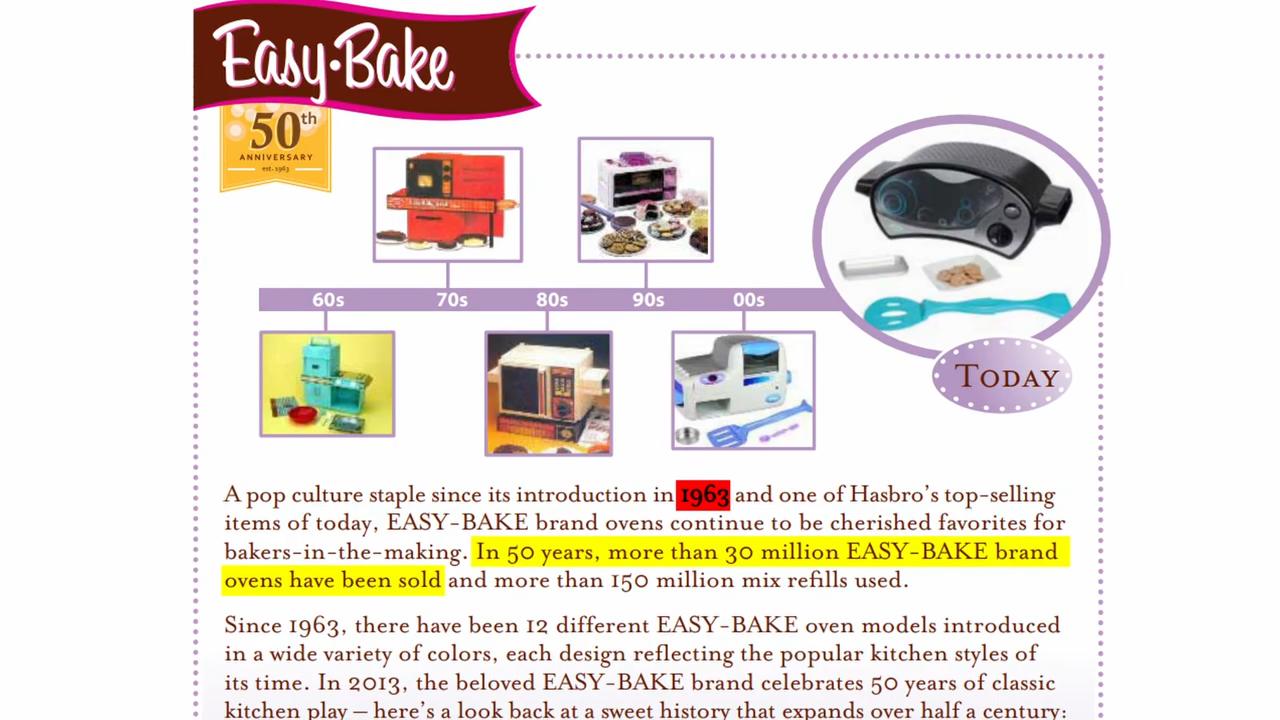 Easy·Bake
50th
ANNIVERSARY
est. 1963
60s 70s 80s 90s 00s
TODAY
A pop culture staple since its introduction in 1963 and one of Hasbro's top-selling
items of today, EASY-BAKE brand ovens continue to be cherished favorites for
bakers-in-the-making. In 50 years, more than 30 million EASY-BAKE brand
ovens have been sold and more than 150 million mix refills used.
Since 1963, there have been 12 different EASY-BAKE oven models introduced
in a wide variety of colors, each design reflecting the popular kitchen styles of
its time. In 2013, the beloved EASY-BAKE brand celebrates 50 years of classic
kitchen play – here's a look back at a sweet history that expands over half a century: